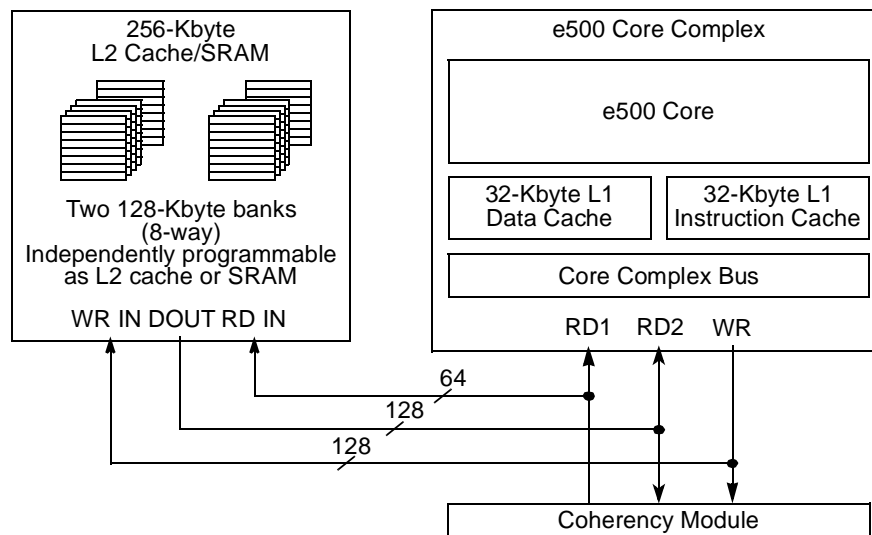 256-Kbyte
L2 Cache/SRAM
Two 128-Kbyte banks
(8-way)
Independently programmable
as L2 cache or SRAM
WR IN DOUT RD IN
e500 Core Complex
e500 Core
32-Kbyte L1
Data Cache
32-Kbyte L1
Instruction Cache
Core Complex Bus
RD1 RD2 WR
64
128
128
Coherency Module